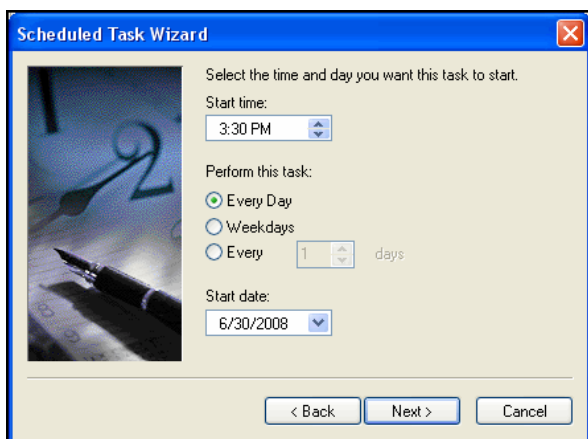 Scheduled Task Wizard
Select the time and day you want this task to start.
Start time:
3:30 PM
Perform this task:
Every Day
Weekdays
Every 1 days
Start date:
6/30/2008
< Back Next > Cancel
2